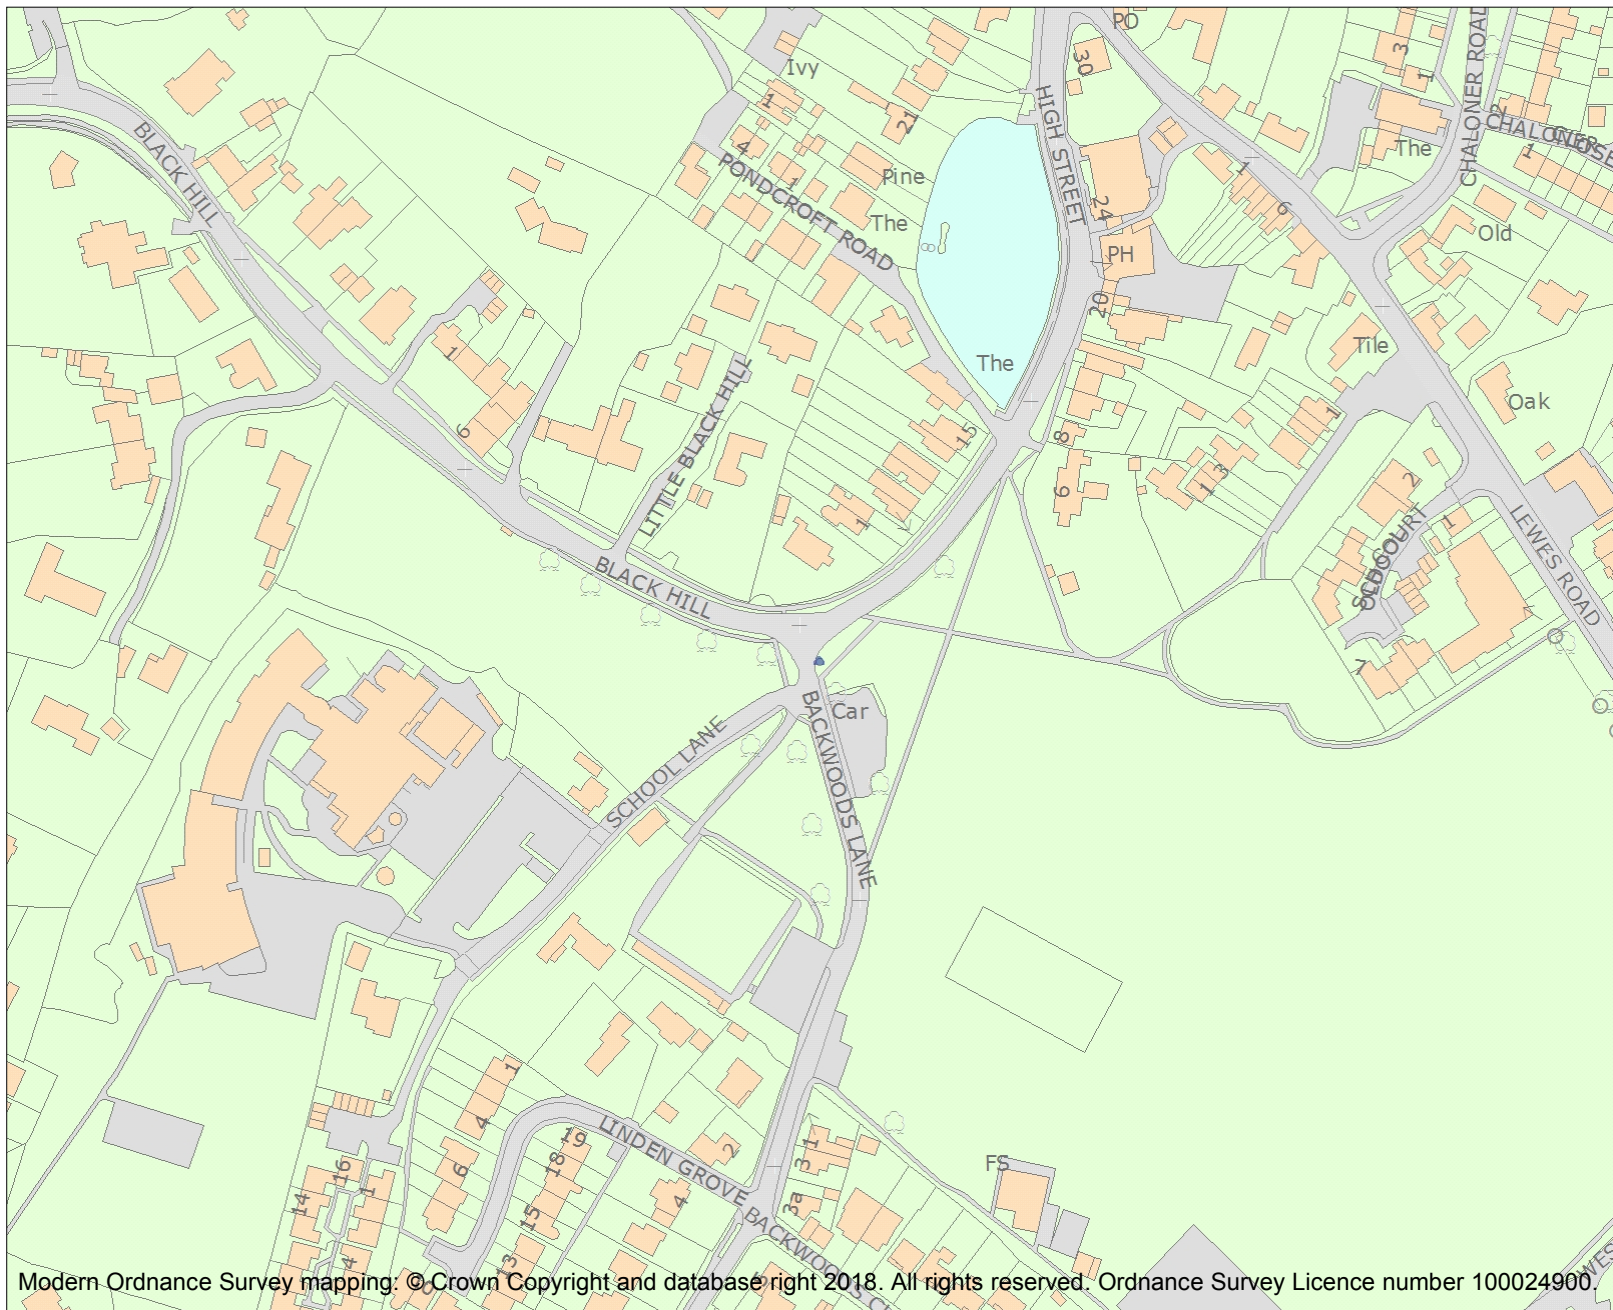 PO
30
3
1
CHALONER ROAD
Ivy
1
21
HIGH STREET
2
CHALONER
CLOSE
1
The
BLACK HILL
4
PONDCROFT ROAD
1
Pine
The
24
1
6
Old
PH
20
The
Tile
1
6
LITTLE BLACK HILL
Oak
1
15
8
13
1
2
6
1
1
OLD
COURT
LEWES ROAD
BLACK HILL
7
Car
SCHOOL LANE
BACKWOODS LANE
1
4
19
LINDEN GROVE
2
1
3
FS
18
6
16
14
1
4
3a
15
BACKWOODS
13
4
Modern Ordnance Survey mapping: © Crown Copyright and database right 2018. All rights reserved. Ordnance Survey Licence number 100024900.